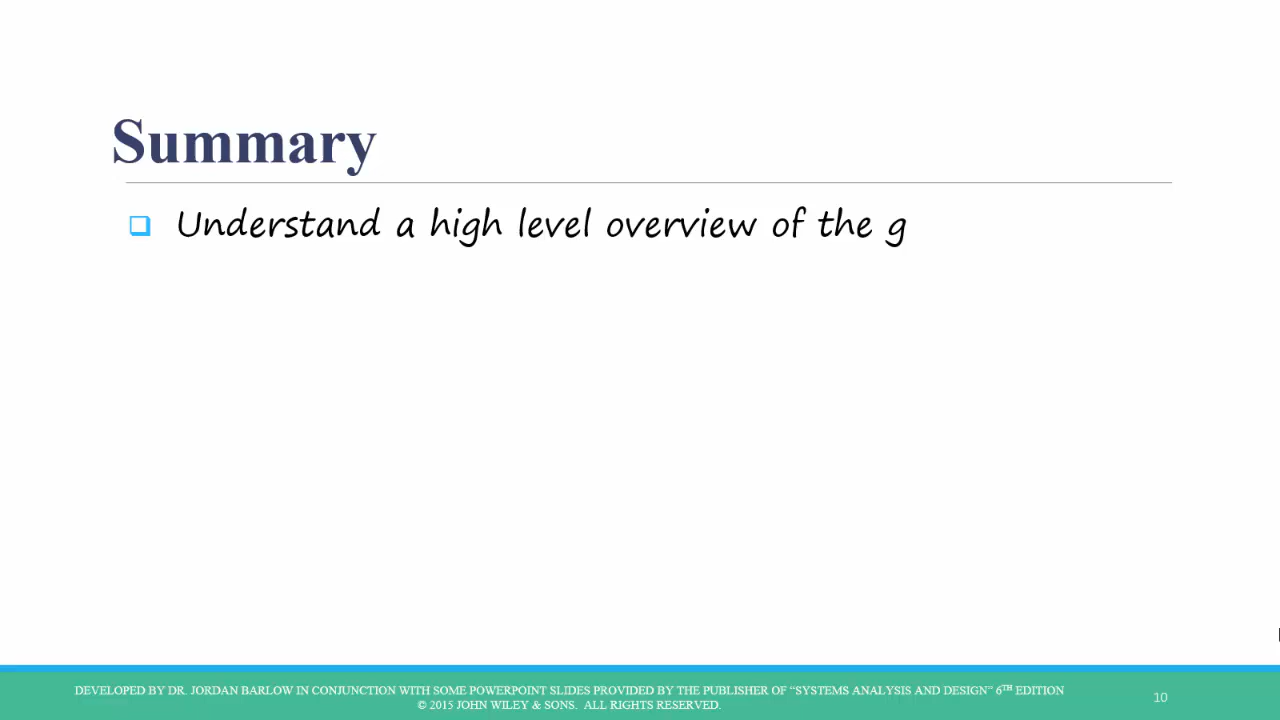 Summary
Understand a high level overview of the g
DEVELOPED BY DR. JORDAN BARLOW IN CONJUNCTION WITH SOME POWERPOINT SLIDES PROVIDED BY THE PUBLISHER OF “SYSTEMS ANALYSIS AND DESIGN” 6TH EDITION
© 2015 JOHN WILEY & SONS. ALL RIGHTS RESERVED.
10